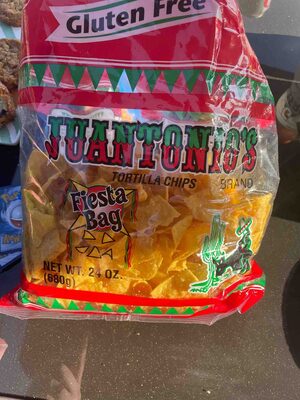 Gluten Free
JUANTONIO'S
TORTILLA CHIPS BRAND
Fiesta
Bag
NET WT. 24 OZ.
(680g)